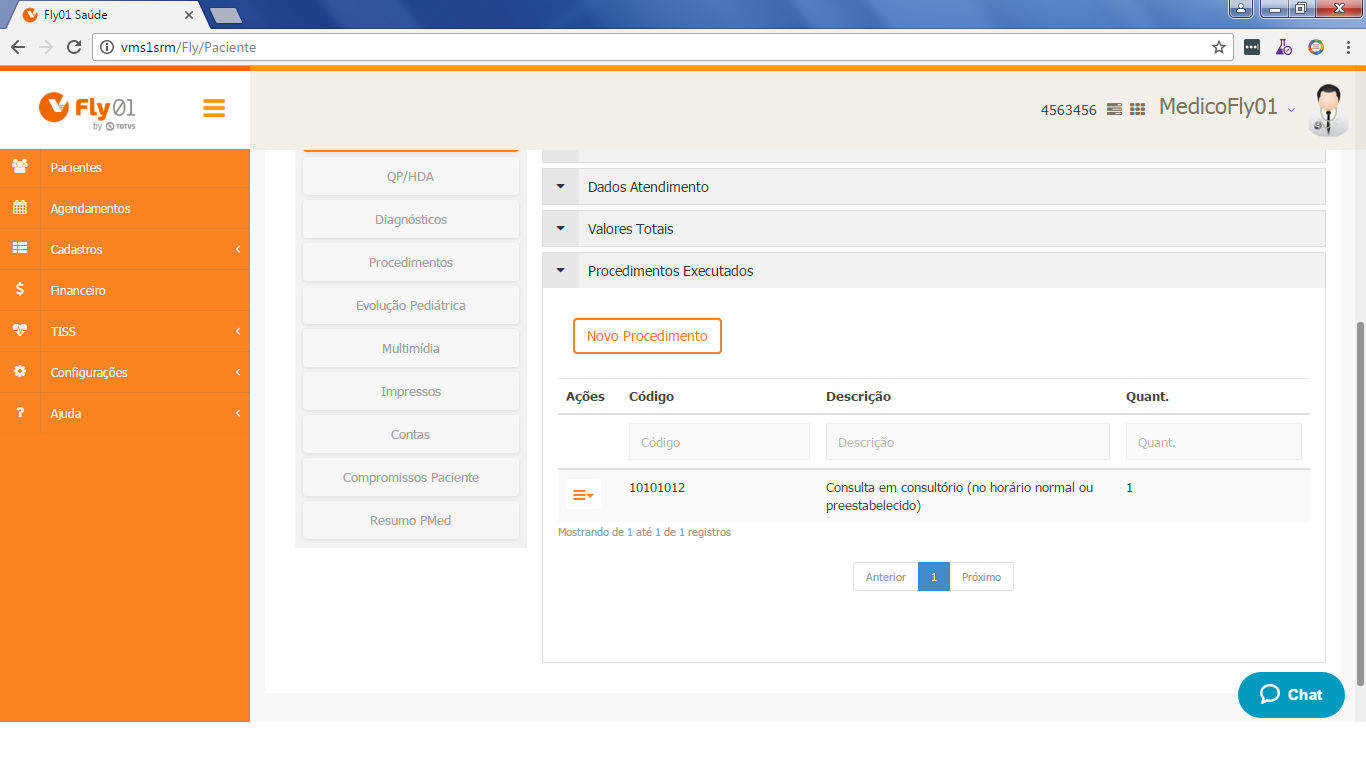 Fly01 Saúde
vms1srm/Fly/Paciente
Fly01
by TOTVS
4563456
MedicoFly01
Pacientes
Agendamentos
Cadastros
Financeiro
TISS
Configurações
Ajuda
QP/HDA
Diagnósticos
Procedimentos
Evolução Pediátrica
Multimídia
Impressos
Contas
Compromissos Paciente
Resumo PMed
Dados Atendimento
Valores Totais
Procedimentos Executados
Novo Procedimento
Ações Código Descrição Quant.
Código Descrição Quant.
10101012 Consulta em consultório (no horário normal ou 1
preestabelecido)
Mostrando de 1 até 1 de 1 registros
Anterior 1 Próximo
Chat